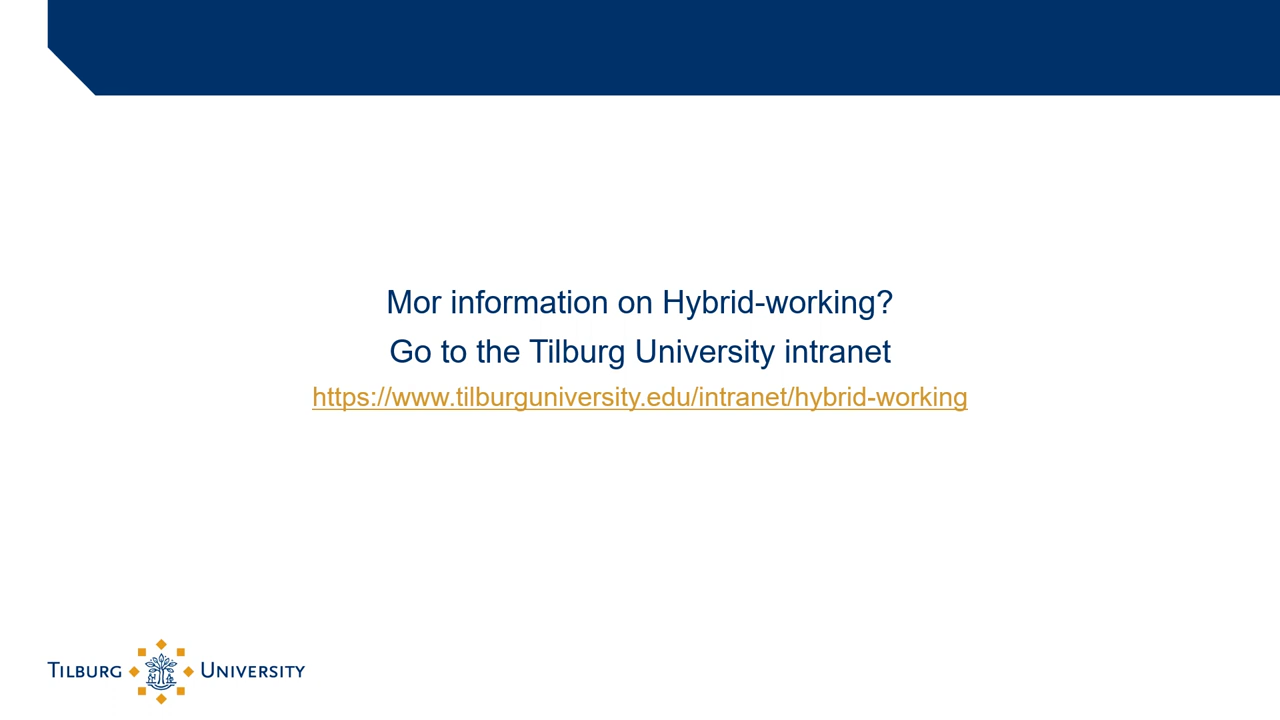 Mor information on Hybrid-working?
Go to the Tilburg University intranet
https://www.tilburguniversity.edu/intranet/hybrid-working
TILBURG UNIVERSITY